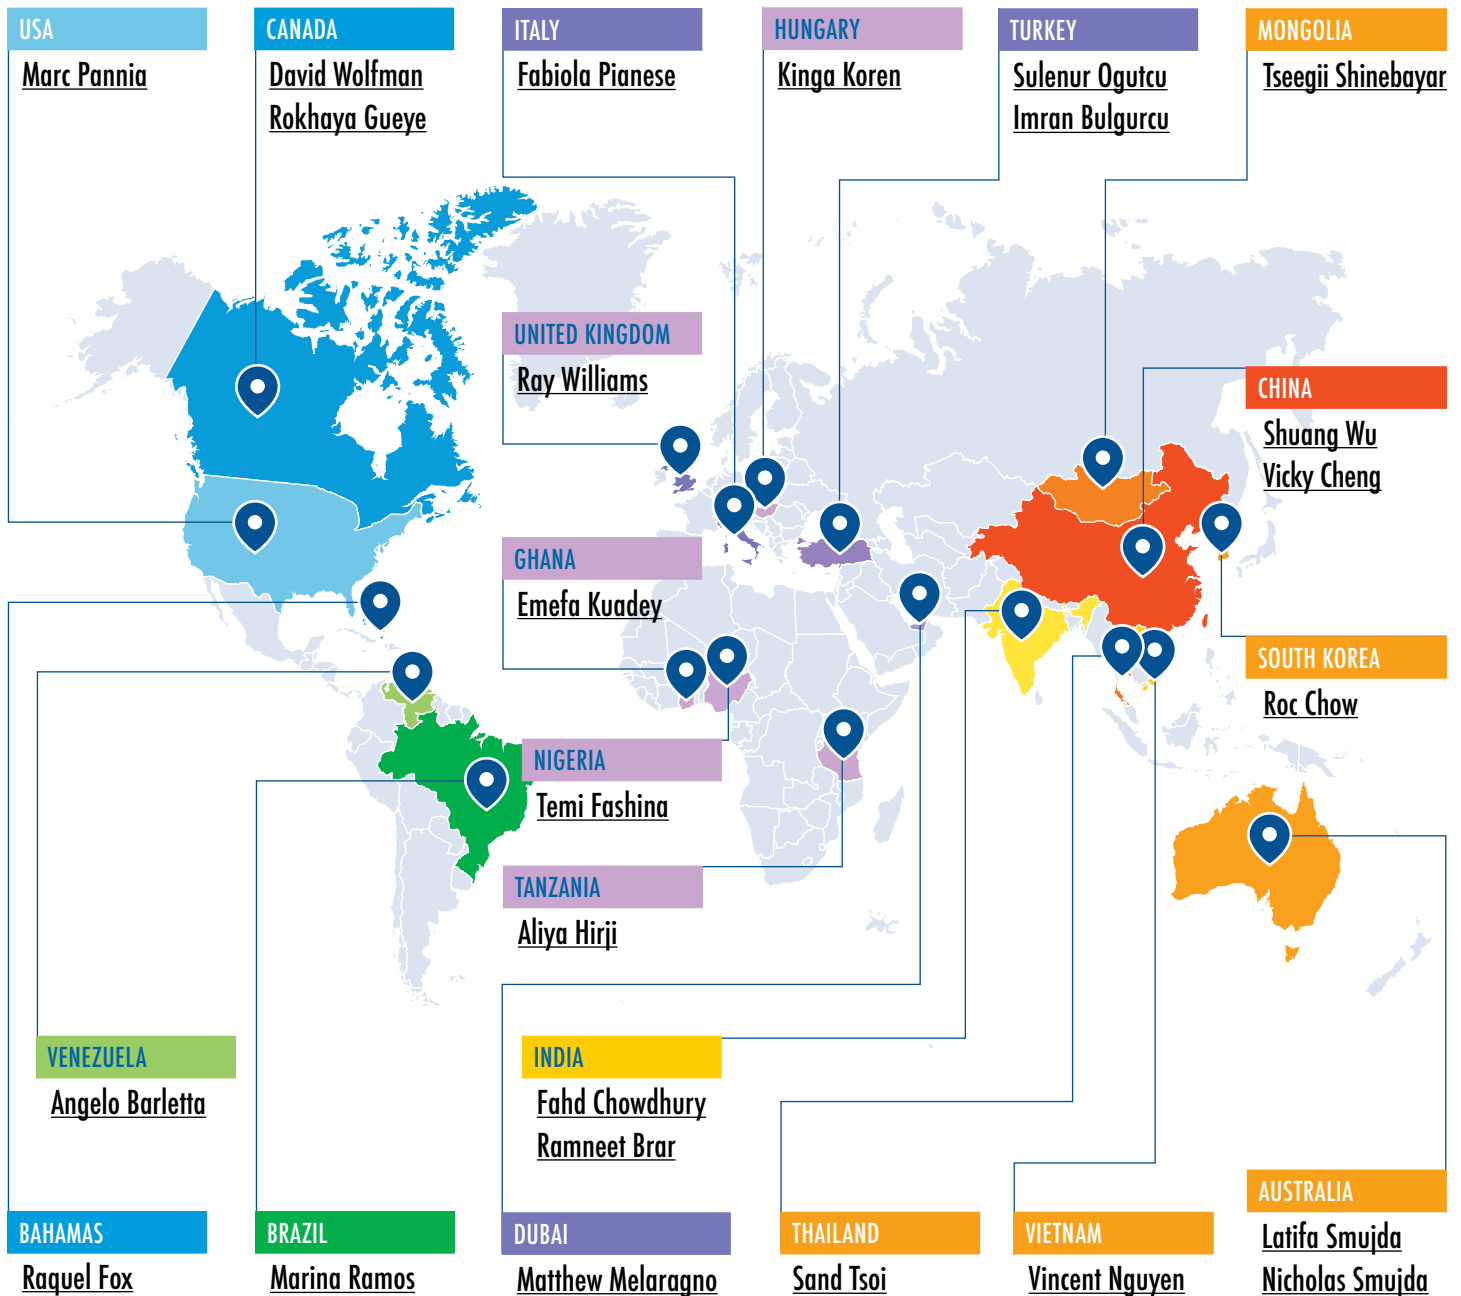 USA
Marc Pannia
CANADA
David Wolfman
Rokhaya Gueye
ITALY
Fabiola Pianese
HUNGARY
Kinga Koren
TURKEY
Sulenur Ogutcu
Imran Bulgurcu
MONGOLIA
Tseegii Shinebayar
UNITED KINGDOM
Ray Williams
CHINA
Shuang Wu
Vicky Cheng
GHANA
Emefa Kuadey
SOUTH KOREA
Roc Chow
NIGERIA
Temi Fashina
TANZANIA
Aliya Hirji
VENEZUELA
Angelo Barletta
INDIA
Fahd Chowdhury
Ramneet Brar
BAHAMAS
Raquel Fox
BRAZIL
Marina Ramos
DUBAI
Matthew Melaragno
THAILAND
Sand Tsoi
VIETNAM
Vincent Nguyen
AUSTRALIA
Latifa Smujda
Nicholas Smujda